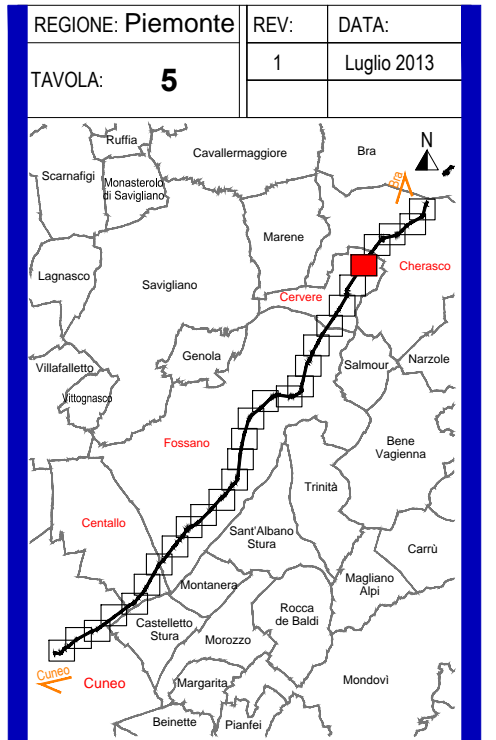 REGIONE: Piemonte
REV:
DATA:
TAVOLA: 5
1
Luglio 2013
Ruffia
Cavallermaggiore
Bra
N
Scarnafigi
Monasterolo
di Savigliano
Bra
Marene
Lagnasco
Savigliano
Cherasco
Cervere
Genola
Salmour
Narzole
Villafalletto
Vittognasco
Fossano
Bene
Vagienna
Trinità
Centallo
Sant'Albano
Stura
Carrù
Montanera
Magliano
Alpi
Rocca
de Baldi
Castelletto
Stura
Morozzo
Cuneo
Cuneo
Margarita
Mondovì
Beinette
Pianfei